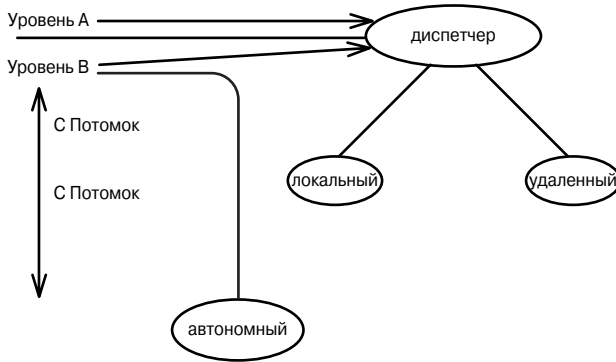 Уровень А
диспетчер
Уровень В
С Потомок
С Потомок
локальный
удаленный
автономный